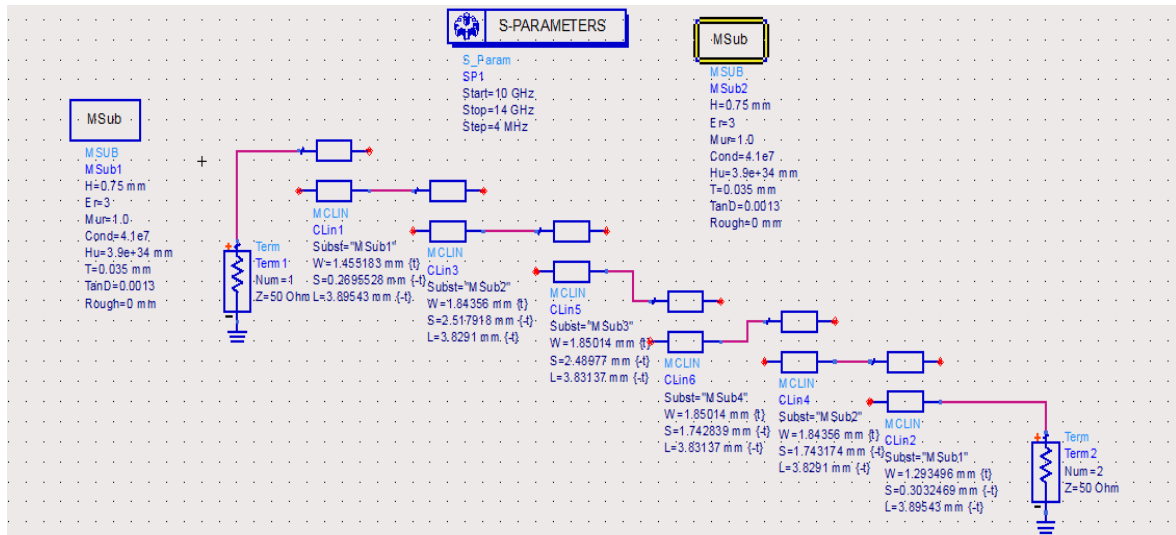 S-PARAMETERS
S_Param
SP1
Start=10 GHz
Stop=14 GHz
Step=4 MHz
MSub
MSUB
MSub2
H=0.75 mm
Er=3
Mur=1.0
Cond=4.1e7
Hu=3.9e+34 mm
T=0.035 mm
TanD=0.0013
Rough=0 mm
MSub
MSUB
MSub1
H=0.75 mm
Er=3
Mur=1.0
Cond=4.1e7
Hu=3.9e+34 mm
T=0.035 mm
TanD=0.0013
Rough=0 mm
Term
Term1
Num=1
Z=50 Ohm
MCLIN
CLin1
Subst="MSub1"
W=1.455183 mm {t}
S=0.2695528 mm {-t}
L=3.89543 mm {-t}
MCLIN
CLin3
Subst="MSub2"
W=1.84356 mm {t}
S=2.517918 mm {-t}
L=3.8291 mm {-t}
MCLIN
CLin5
Subst="MSub3"
W=1.85014 mm {t}
S=2.48977 mm {-t}
L=3.83137 mm {-t}
MCLIN
CLin6
Subst="MSub4"
W=1.85014 mm {t}
S=1.742839 mm {-t}
L=3.83137 mm {-t}
MCLIN
CLin4
Subst="MSub2"
W=1.84356 mm {t}
S=1.743174 mm {-t}
L=3.8291 mm {-t}
MCLIN
CLin2
Subst="MSub1"
W=1.293496 mm {t}
S=0.3032469 mm {-t}
L=3.89543 mm {-t}
Term
Term2
Num=2
Z=50 Ohm